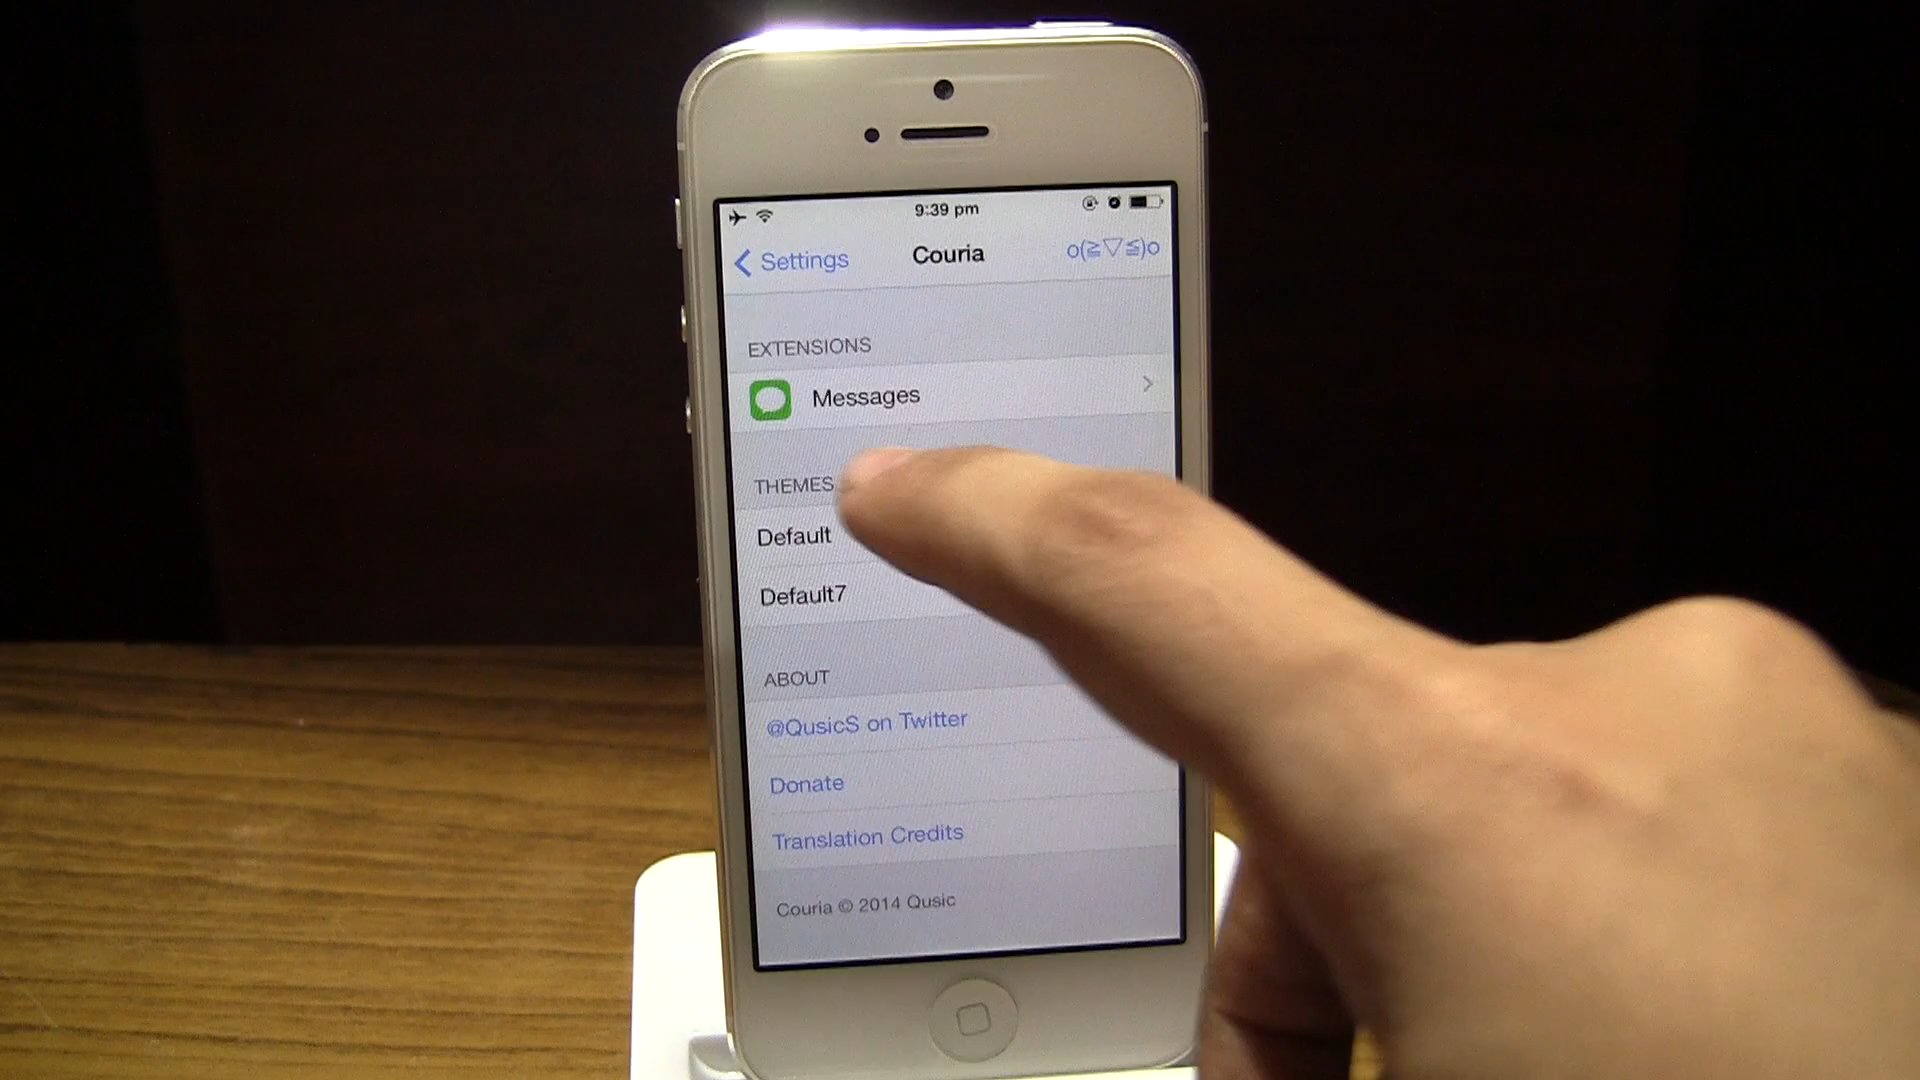 9:39 pm
Settings
Couria
o(≧▽≦)o
EXTENSIONS
Messages
THEMES
Default
Default7
ABOUT
@QusicS on Twitter
Donate
Translation Credits
Couria © 2014 Qusic